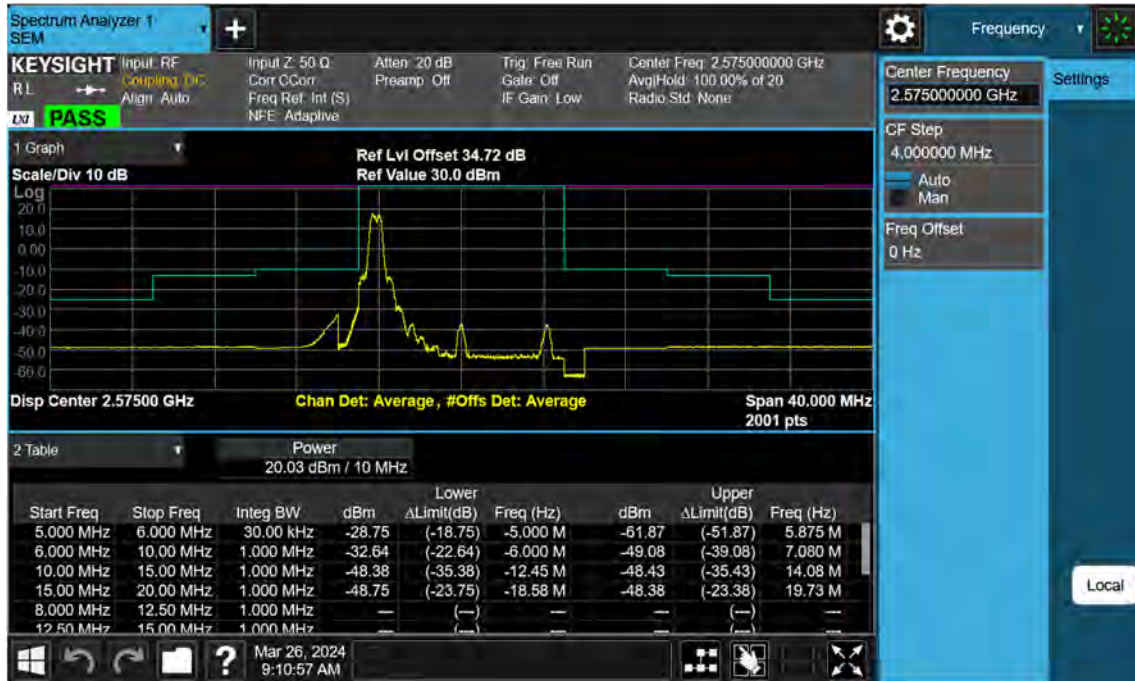 Spectrum Analyzer 1
SEM
+
Frequency
KEYSIGHT
RL
LXI
PASS
Input: RF
Coupling: DC
Align: Auto
Input Z: 50 Ω
Corr CCorr
Freq Ref: Int (S)
NFE: Adaptive
Atten: 20 dB
Preamp: Off
Trig: Free Run
Gate: Off
IF Gain: Low
Center Freq: 2.575000000 GHz
Avg|Hold: 100.00% of 20
Radio Std: None
Center Frequency
2.575000000 GHz
Settings
CF Step
4.000000 MHz
Auto
Man
Freq Offset
0 Hz
1 Graph
Scale/Div 10 dB
Ref Lvl Offset 34.72 dB
Ref Value 30.0 dBm
Log
20.0
10.0
0.00
-10.0
-20.0
-30.0
-40.0
-50.0
-60.0
Disp Center 2.57500 GHz
Chan Det: Average, #Offs Det: Average
Span 40.000 MHz
2001 pts
2 Table
Power
20.03 dBm / 10 MHz
Lower Upper
Start Freq Stop Freq Integ BW dBm ΔLimit(dB) Freq (Hz) dBm ΔLimit(dB) Freq (Hz)
5.000 MHz 6.000 MHz 30.00 kHz -28.75 (-18.75) -5.000 M -61.87 (-51.87) 5.875 M
6.000 MHz 10.00 MHz 1.000 MHz -32.64 (-22.64) -6.000 M -49.08 (-39.08) 7.080 M
10.00 MHz 15.00 MHz 1.000 MHz -48.38 (-35.38) -12.45 M -48.43 (-35.43) 14.08 M
15.00 MHz 20.00 MHz 1.000 MHz -48.75 (-23.75) -18.58 M -48.38 (-23.38) 19.73 M
8.000 MHz 12.50 MHz 1.000 MHz --- (---) --- --- (---) ---
12.50 MHz 15.00 MHz 1.000 MHz --- (---) --- --- (---) ---
Local
?
Mar 26, 2024
9:10:57 AM